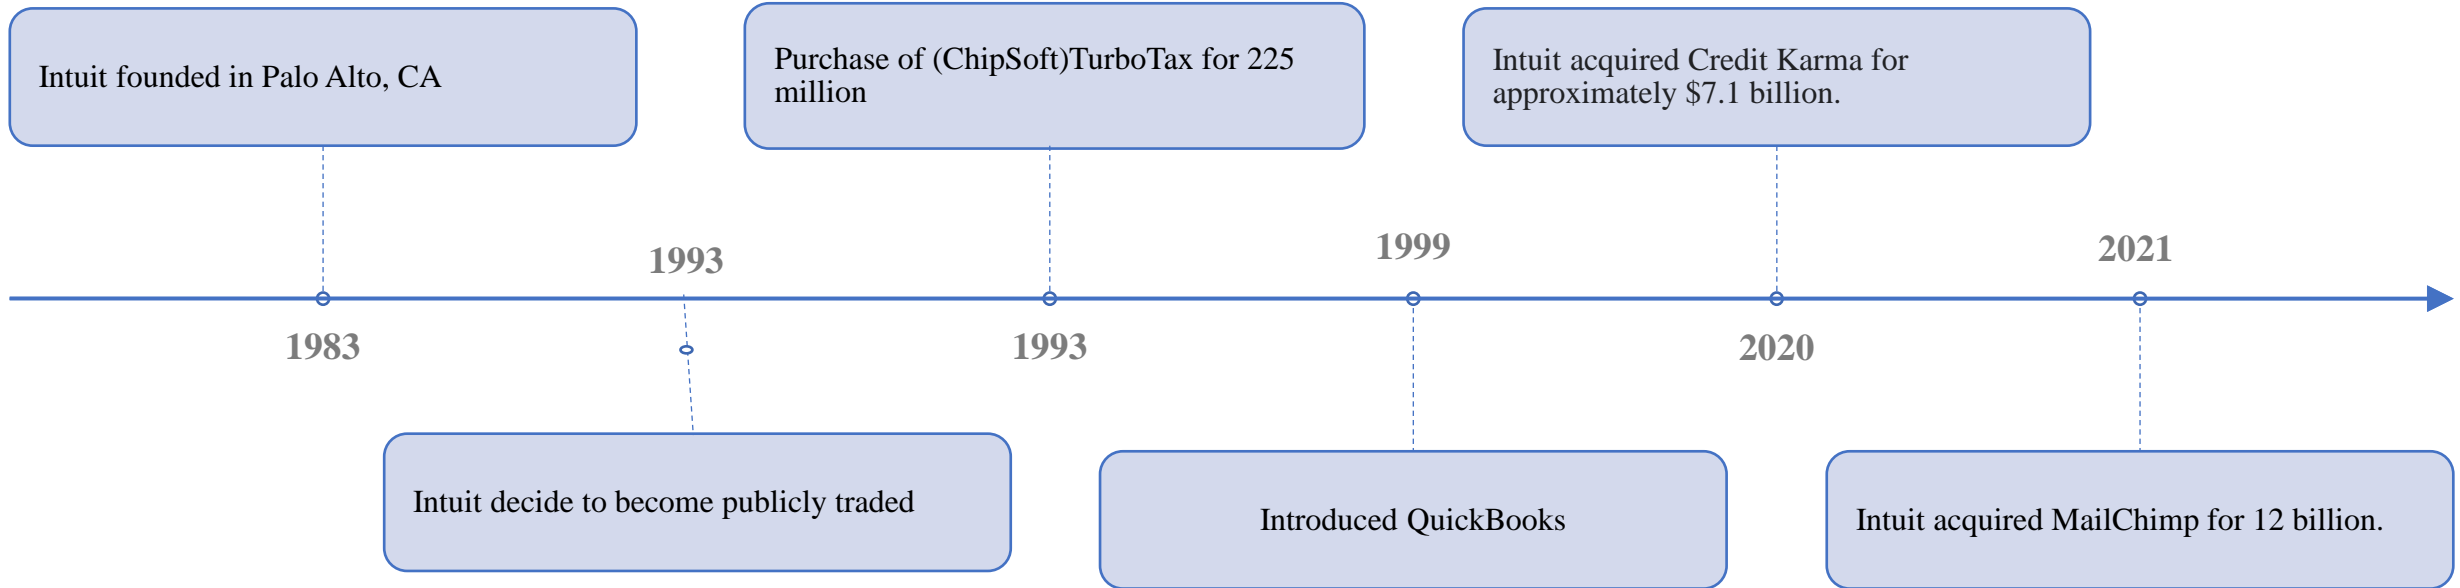 Intuit founded in Palo Alto, CA
Purchase of (ChipSoft)TurboTax for 225
million
Intuit acquired Credit Karma for
approximately $7.1 billion.
1993
1999
2021
1983
1993
2020
Intuit decide to become publicly traded
Introduced QuickBooks
Intuit acquired MailChimp for 12 billion.